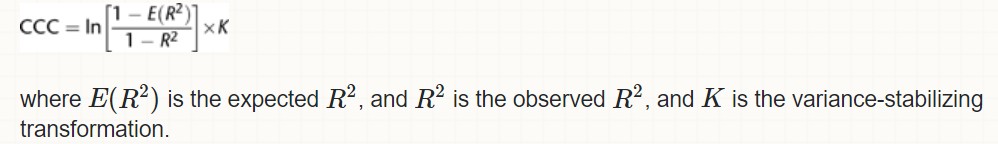 CCC = ln[1 − E(R²) / 1 − R²] × K
where E(R²) is the expected R², and R² is the observed R², and K is the variance-stabilizing
transformation.